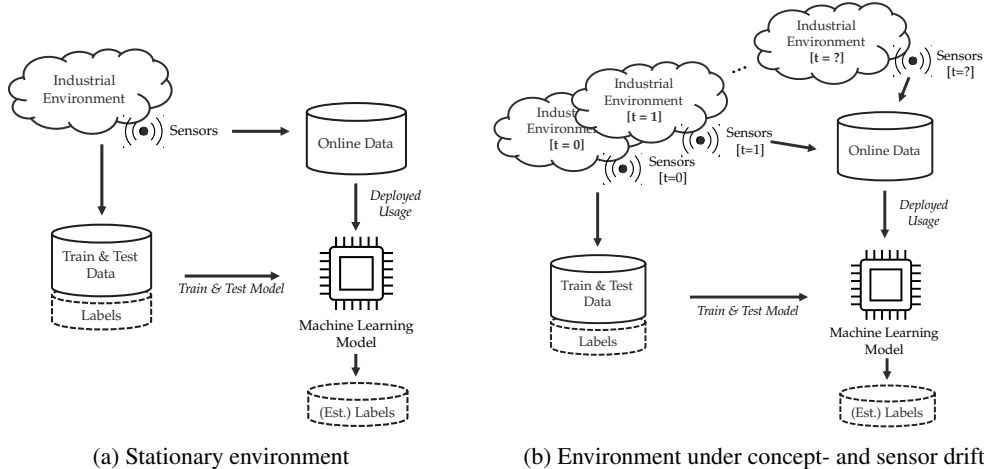 Industrial
Environment
Sensors
Online Data
Deployed
Usage
Train & Test
Data
Labels
Train & Test Model
Machine Learning
Model
(Est.) Labels
(a) Stationary environment
Industrial
Environment
[t = ?]
Sensors
[t=?]
...
Industrial
Environment
[t = 1]
Environment
[t = 0]
Sensors
[t=1]
Sensors
[t=0]
Online Data
Deployed
Usage
Train & Test
Data
Labels
Train & Test Model
Machine Learning
Model
(Est.) Labels
(b) Environment under concept- and sensor drift